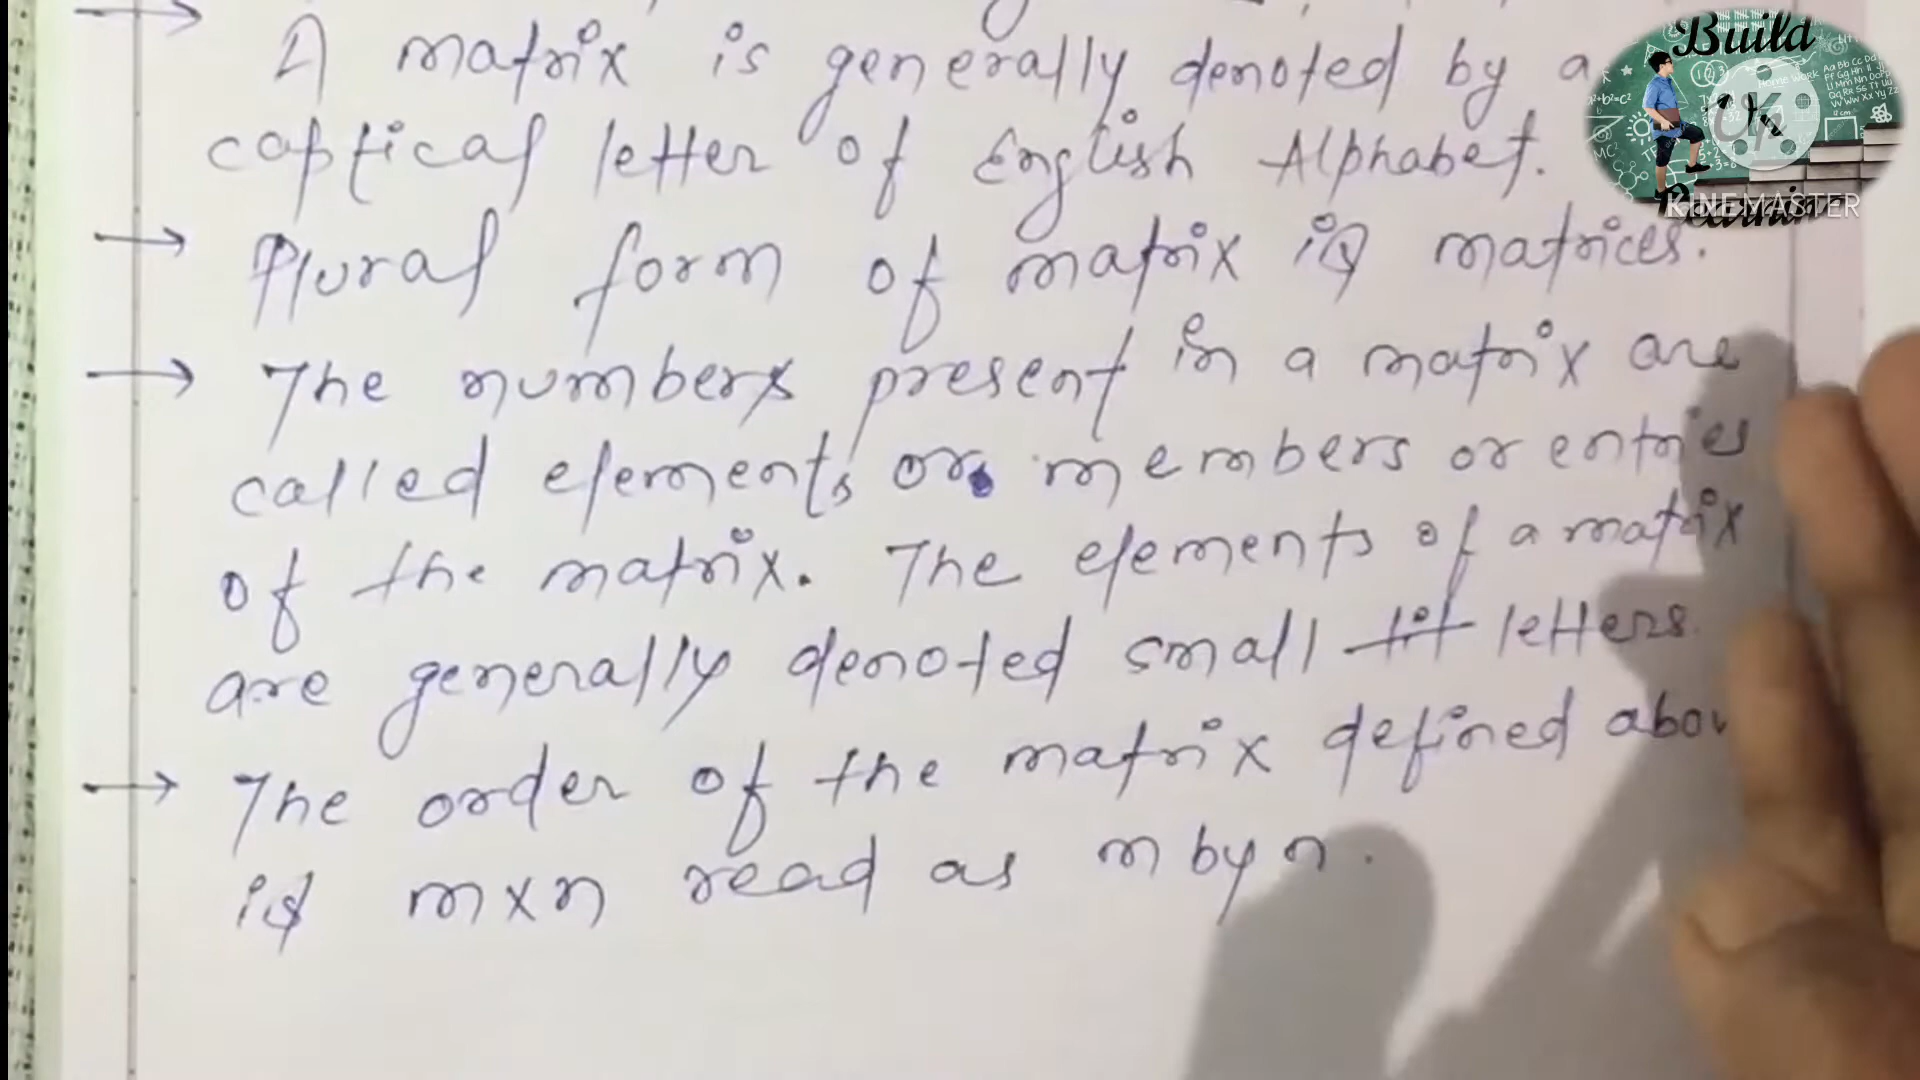 A matrix is generally denoted by a
captical letter of English Alphabet.
Plural form of matrix is matrices.
The numbers present in a matrix are
called elements or members or entries
of the matrix. The elements of a matrix
are generally denoted small letters.
The order of the matrix defined abov
is m×n read as m by n.
Build
KINEMASTER